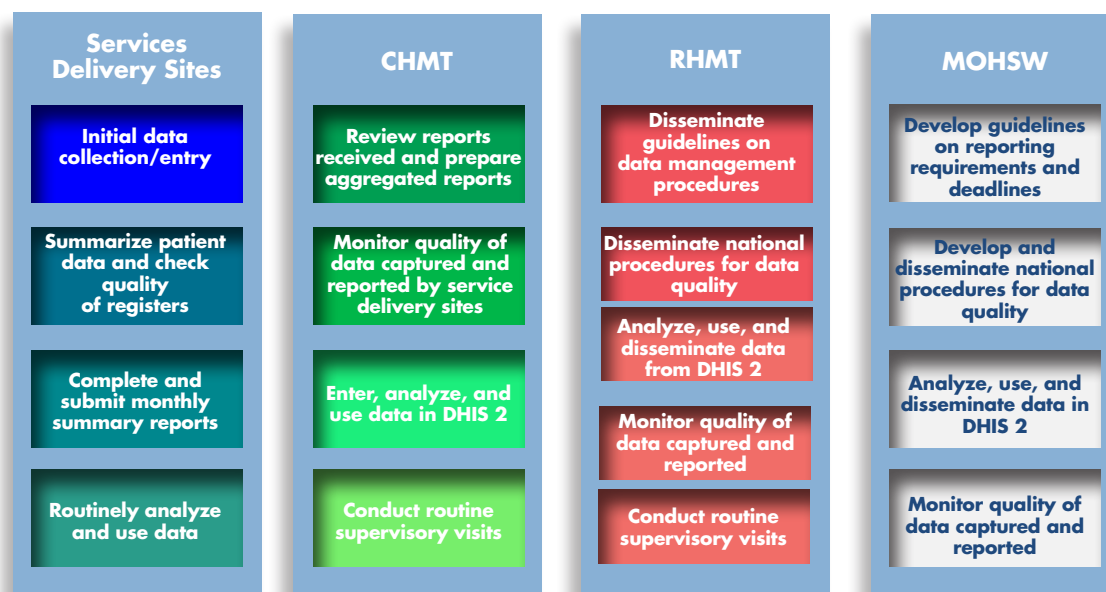 Services
Delivery Sites
Initial data
collection/entry
Summarize patient
data and check
quality
of registers
Complete and
submit monthly
summary reports
Routinely analyze
and use data
CHMT
Review reports
received and prepare
aggregated reports
Monitor quality of
data captured and
reported by service
delivery sites
Enter, analyze, and
use data in DHIS 2
Conduct routine
supervisory visits
RHMT
Disseminate
guidelines on
data management
procedures
Disseminate national
procedures for data
quality
Analyze, use, and
disseminate data
from DHIS 2
Monitor quality of
data captured and
reported
Conduct routine
supervisory visits
MOHSW
Develop guidelines
on reporting
requirements and
deadlines
Develop and
disseminate national
procedures for data
quality
Analyze, use, and
disseminate data in
DHIS 2
Monitor quality of
data captured and
reported